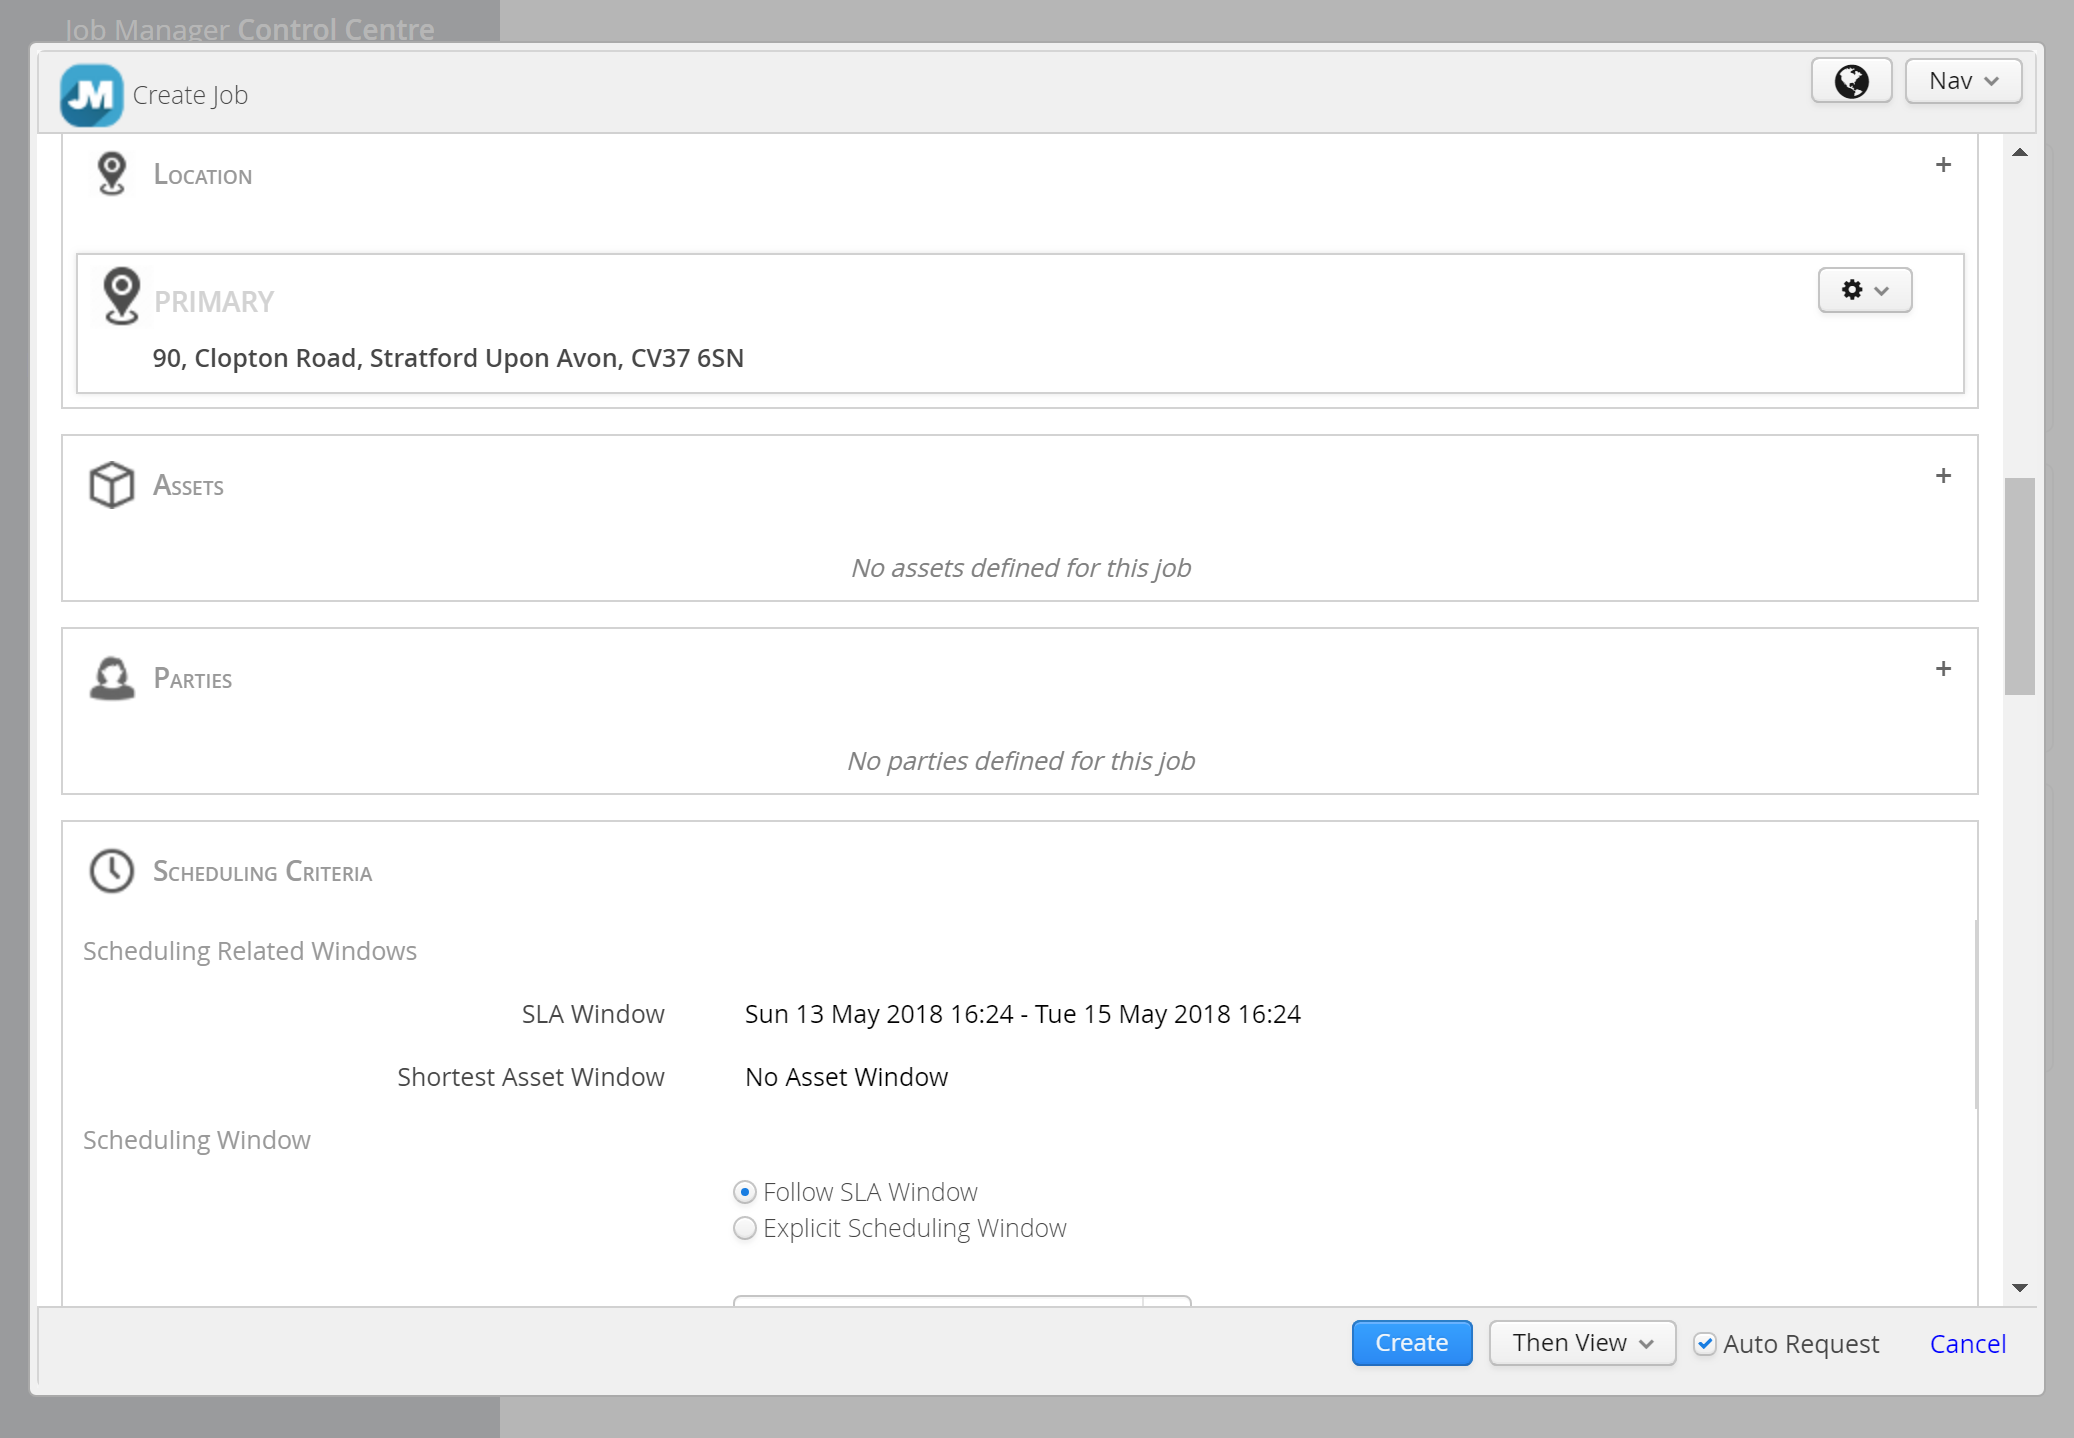 Job Manager Control Centre
JM Create Job
Nav
Location
PRIMARY
90, Clopton Road, Stratford Upon Avon, CV37 6SN
Assets
No assets defined for this job
Parties
No parties defined for this job
Scheduling Criteria
Scheduling Related Windows
SLA Window Sun 13 May 2018 16:24 - Tue 15 May 2018 16:24
Shortest Asset Window No Asset Window
Scheduling Window
Follow SLA Window
Explicit Scheduling Window
Create Then View Auto Request Cancel